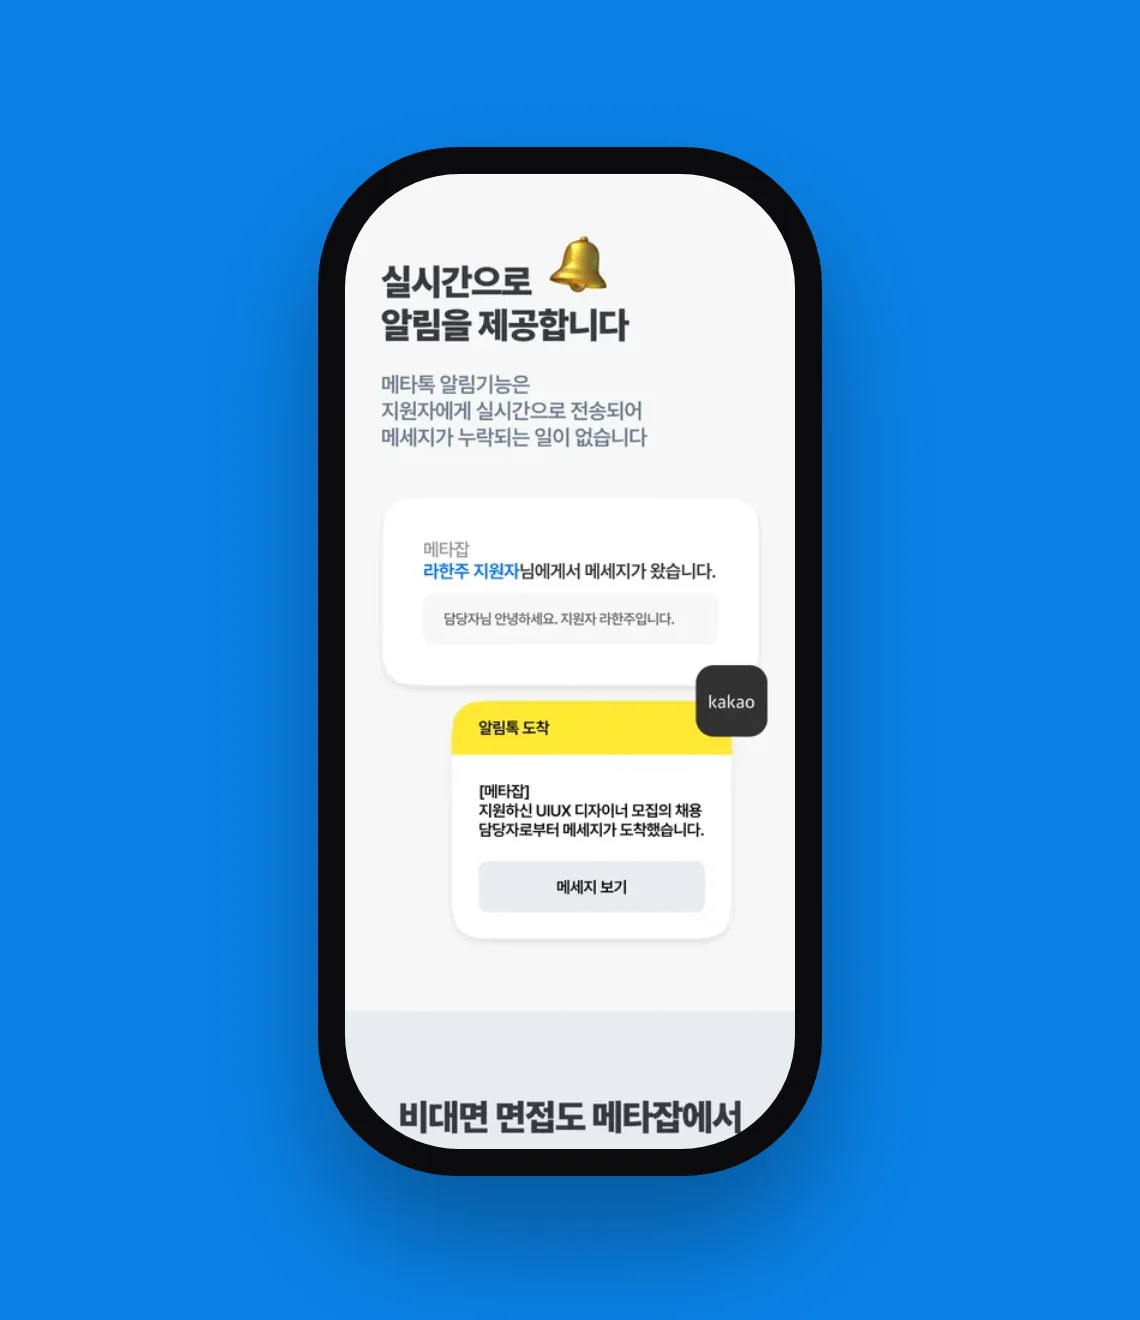 실시간으로
알림을 제공합니다
메타톡 알림기능은
지원자에게 실시간으로 전송되어
메세지가 누락되는 일이 없습니다
메타잡
라한주 지원자님에게서 메세지가 왔습니다.
담당자님 안녕하세요. 지원자 라한주입니다.
kakao
알림톡 도착
[메타잡]
지원하신 UIUX 디자이너 모집의 채용
담당자로부터 메세지가 도착했습니다.
메세지 보기
비대면 면접도 메타잡에서